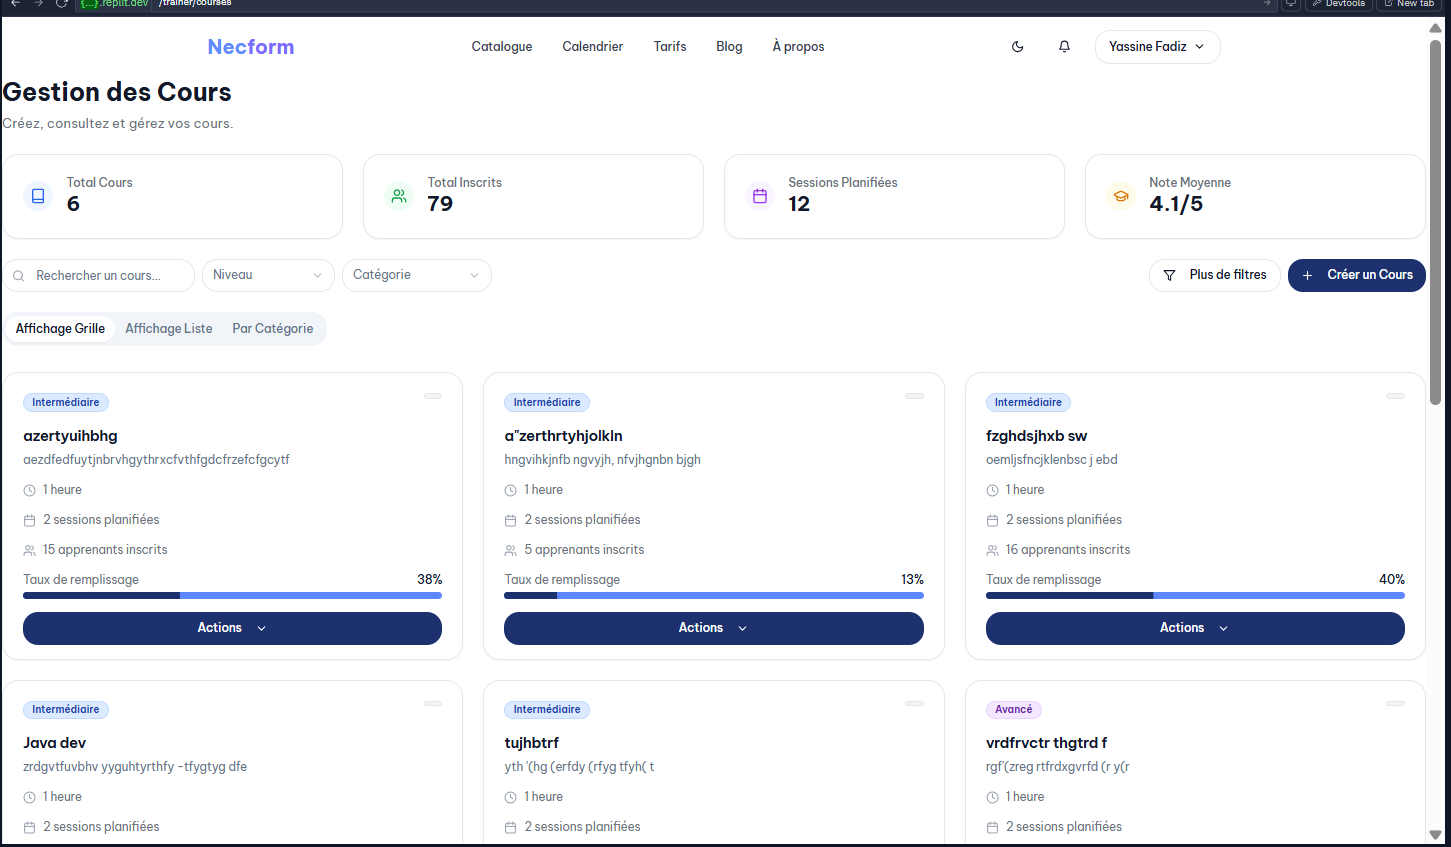 {...}.replit.dev /trainer/courses Devtools New tab
Necform Catalogue Calendrier Tarifs Blog À propos Yassine Fadiz
Gestion des Cours
Créez, consultez et gérez vos cours.
Total Cours
6
Total Inscrits
79
Sessions Planifiées
12
Note Moyenne
4.1/5
Rechercher un cours... Niveau Catégorie Plus de filtres + Créer un Cours
Affichage Grille Affichage Liste Par Catégorie
Intermédiaire
azertyuihbhg
aezdfedfuytjnbrvhgythrxcfvthfgdcfrzefcfgcytf
1 heure
2 sessions planifiées
15 apprenants inscrits
Taux de remplissage 38%
Actions
Intermédiaire
a"zerthrtyhjolkln
hngvihkjnfb ngvyjh, nfvjhgnbn bjgh
1 heure
2 sessions planifiées
5 apprenants inscrits
Taux de remplissage 13%
Actions
Intermédiaire
fzghdsjhxb sw
oemljsfncjklenbsc j ebd
1 heure
2 sessions planifiées
16 apprenants inscrits
Taux de remplissage 40%
Actions
Intermédiaire
Java dev
zrdgvtfuvbhv yyguhtyrthfy -tfygtyg dfe
1 heure
2 sessions planifiées
Intermédiaire
tujhbtrf
yth '(hg (erfdy (rfyg tfyh( t
1 heure
2 sessions planifiées
Avancé
vrdfrvctr thgtrd f
rgf'(zreg rtfrdxgvrfd (r y(r
1 heure
2 sessions planifiées